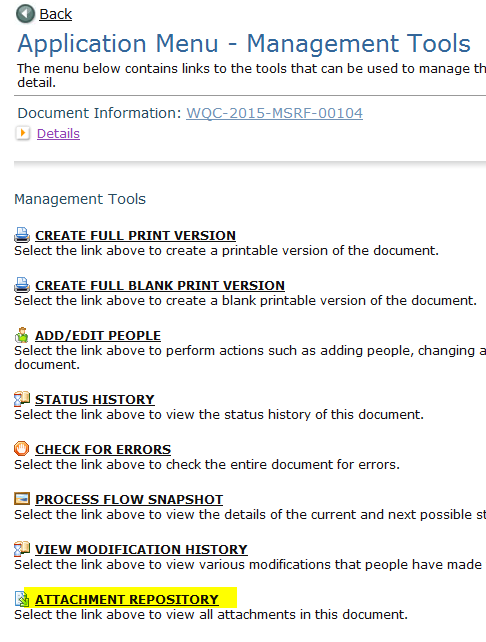 Back
Application Menu - Management Tools
The menu below contains links to the tools that can be used to manage th
detail.
Document Information: WQC-2015-MSRF-00104
Details
Management Tools
CREATE FULL PRINT VERSION
Select the link above to create a printable version of the document.
CREATE FULL BLANK PRINT VERSION
Select the link above to create a blank printable version of the document.
ADD/EDIT PEOPLE
Select the link above to perform actions such as adding people, changing a
document.
STATUS HISTORY
Select the link above to view the status history of this document.
CHECK FOR ERRORS
Select the link above to check the entire document for errors.
PROCESS FLOW SNAPSHOT
Select the link above to view the details of the current and next possible st
VIEW MODIFICATION HISTORY
Select the link above to view various modifications that people have made
ATTACHMENT REPOSITORY
Select the link above to view all attachments in this document.